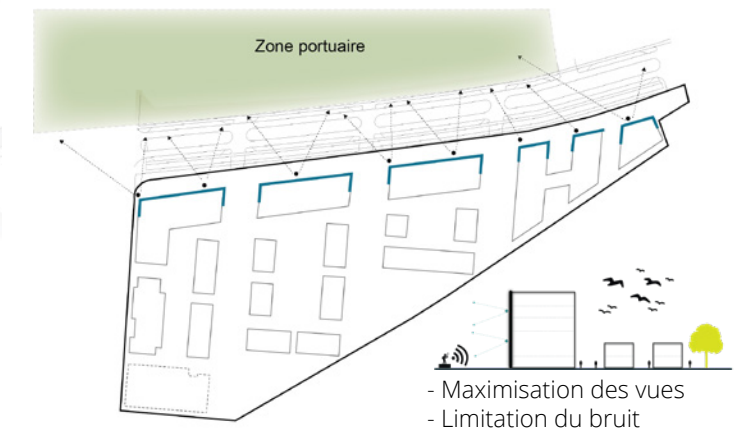 Zone portuaire
- Maximisation des vues
- Limitation du bruit